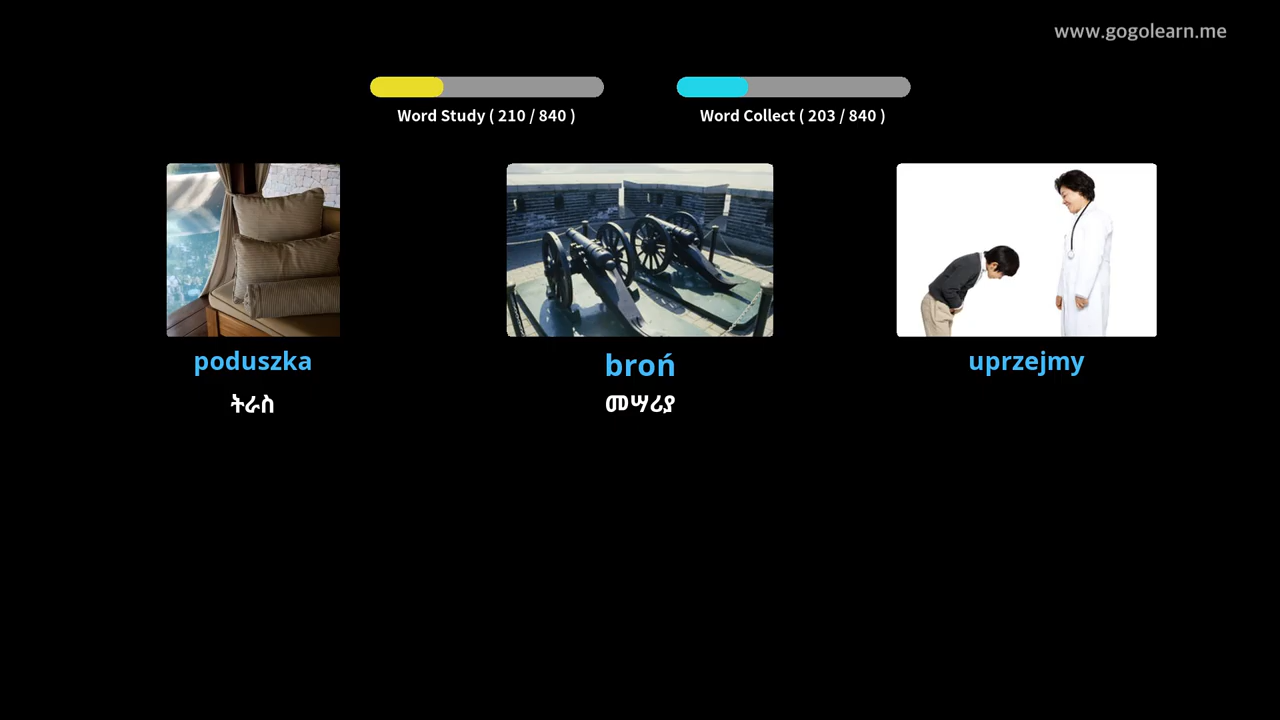 www.gogolearn.me
Word Study ( 210 / 840 )
Word Collect ( 203 / 840 )
poduszka
broń
uprzejmy
ትራስ
መሣሪያ